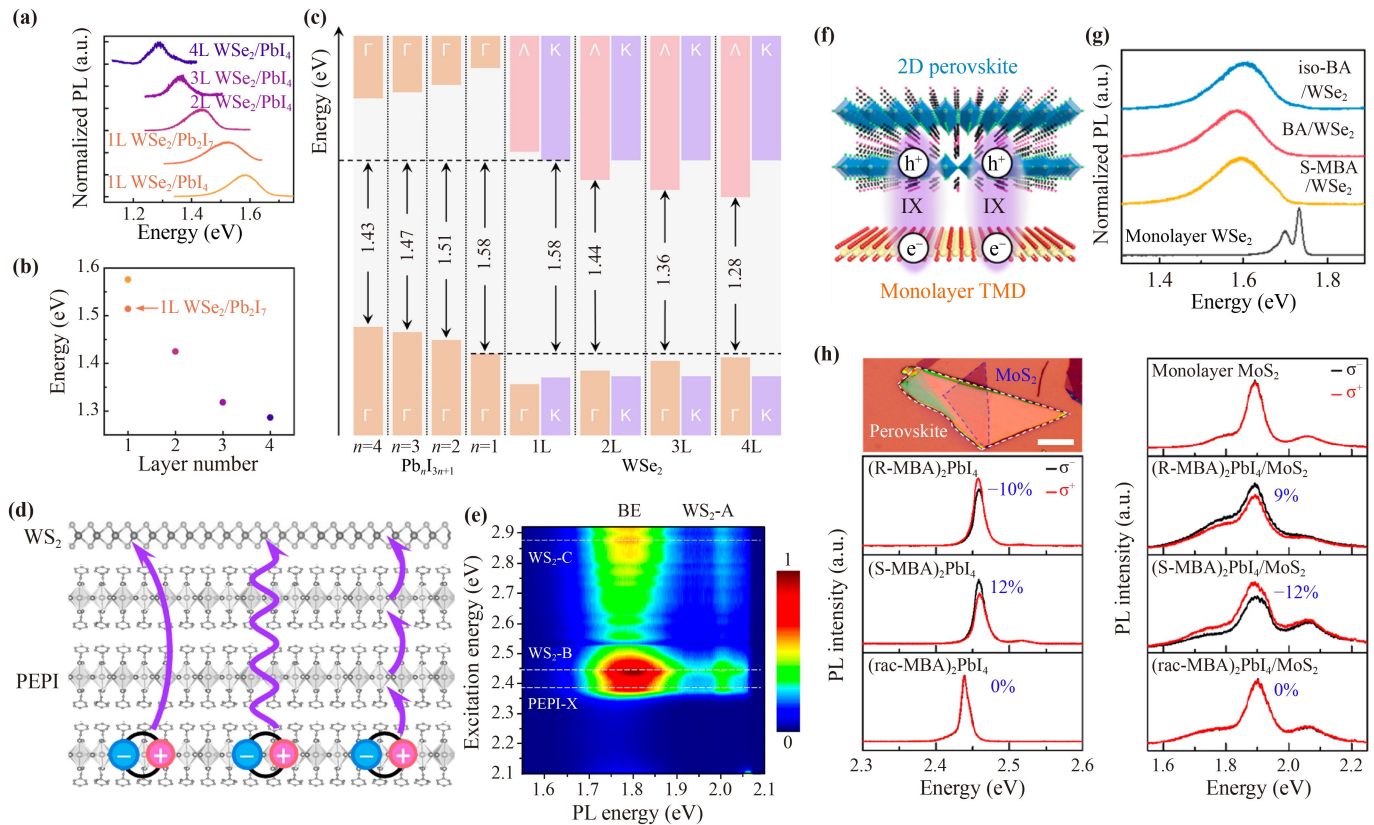 (a)
Normalized PL (a.u.)
4L WSe₂/PbI₄
3L WSe₂/PbI₄
2L WSe₂/PbI₄
1L WSe₂/Pb₂I₇
1L WSe₂/PbI₄
1.2 1.4 1.6
Energy (eV)
(b)
Energy (eV)
1.6
1.5
1.4
1.3
1L WSe₂/Pb₂I₇
1 2 3 4
Layer number
(c)
Energy (eV)
Γ Γ Γ Γ Λ K Λ K Λ K Λ K
1.43 1.47 1.51 1.58 1.58 1.44 1.36 1.28
Γ Γ Γ Γ Γ K Γ K Γ K Γ K
n=4 n=3 n=2 n=1 1L 2L 3L 4L
PbₙI₃ₙ₊₁ WSe₂
(d)
WS₂
PEPI
− + − + − +
(e)
BE WS₂-A
Excitation energy (eV)
2.9
2.8
2.7
2.6
2.5
2.4
2.3
2.2
2.1
WS₂-C
WS₂-B
PEPI-X
1.6 1.7 1.8 1.9 2.0 2.1
PL energy (eV)
1
0
(f)
2D perovskite
h⁺ h⁺
IX IX
e⁻ e⁻
Monolayer TMD
(g)
Normalized PL (a.u.)
iso-BA
/WSe₂
BA/WSe₂
S-MBA
/WSe₂
Monolayer WSe₂
1.4 1.6 1.8
Energy (eV)
(h)
MoS₂
Perovskite
PL intensity (a.u.)
(R-MBA)₂PbI₄
σ⁻
σ⁺
−10%
(S-MBA)₂PbI₄
12%
(rac-MBA)₂PbI₄
0%
2.3 2.4 2.5 2.6
Energy (eV)
PL intensity (a.u.)
Monolayer MoS₂
σ⁻
σ⁺
(R-MBA)₂PbI₄/MoS₂
9%
(S-MBA)₂PbI₄/MoS₂
−12%
(rac-MBA)₂PbI₄/MoS₂
0%
1.6 1.8 2.0 2.2
Energy (eV)